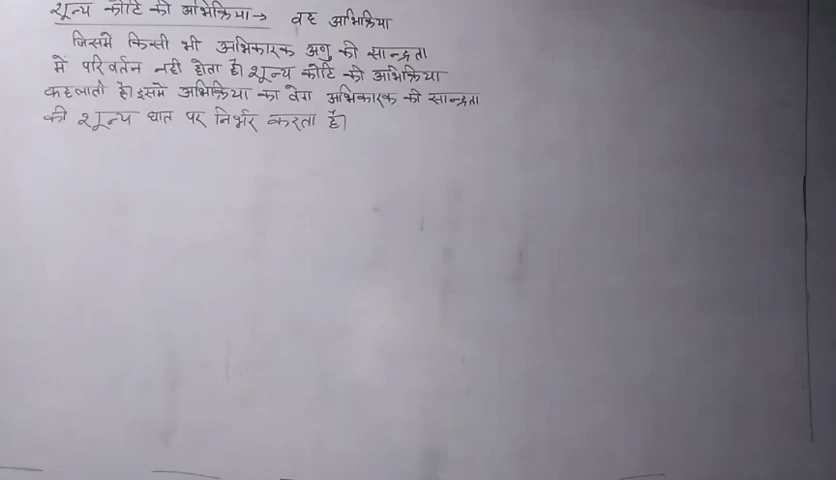 शून्य कोटि की अभिक्रिया→ वह अभिक्रिया
जिसमे किसी भी अभिकारक अणु की सान्द्रता
में परिवर्तन नही होता है। शून्य कोटि की अभिक्रिया
कहलाती है। इसमे अभिक्रिया का वेग अभिकारक की सान्द्रता
की शून्य घात पर निर्भर करता है।